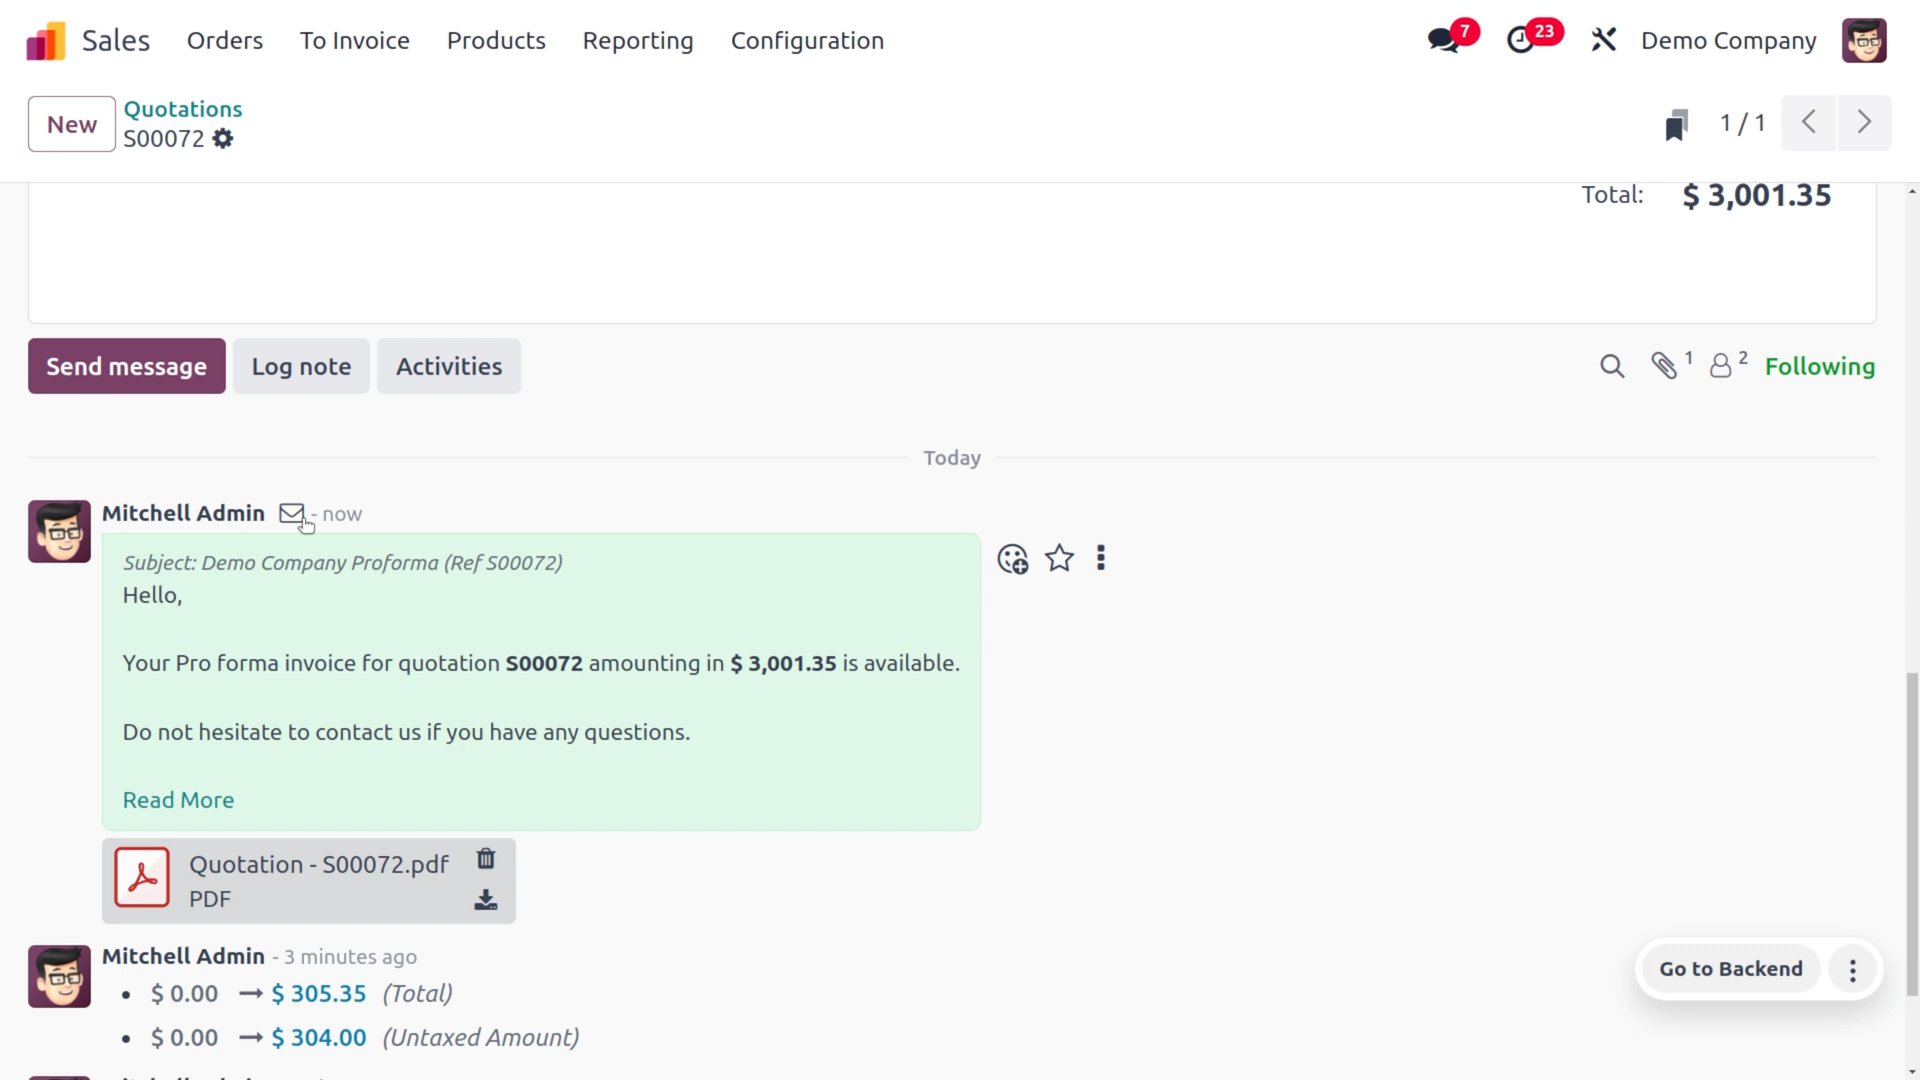 Sales Orders To Invoice Products Reporting Configuration 7 23 Demo Company
New Quotations
S00072
1 / 1
Total: $ 3,001.35
Send message Log note Activities 1 2 Following
Today
Mitchell Admin - now
Subject: Demo Company Proforma (Ref S00072)
Hello,
Your Pro forma invoice for quotation S00072 amounting in $ 3,001.35 is available.
Do not hesitate to contact us if you have any questions.
Read More
Quotation - S00072.pdf
PDF
Mitchell Admin - 3 minutes ago
• $ 0.00 → $ 305.35 (Total)
• $ 0.00 → $ 304.00 (Untaxed Amount)
Go to Backend